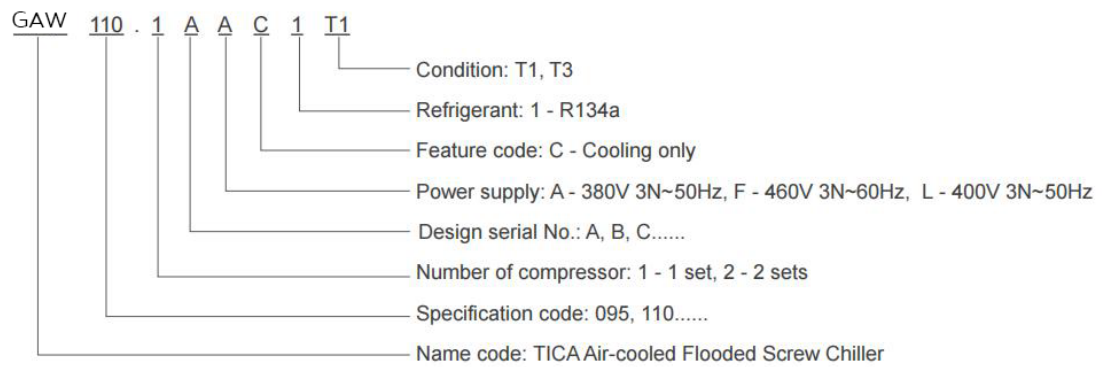 GAW 110 . 1 A A C 1 T1
Condition: T1, T3
Refrigerant: 1 - R134a
Feature code: C - Cooling only
Power supply: A - 380V 3N~50Hz, F - 460V 3N~60Hz, L - 400V 3N~50Hz
Design serial No.: A, B, C......
Number of compressor: 1 - 1 set, 2 - 2 sets
Specification code: 095, 110......
Name code: TICA Air-cooled Flooded Screw Chiller